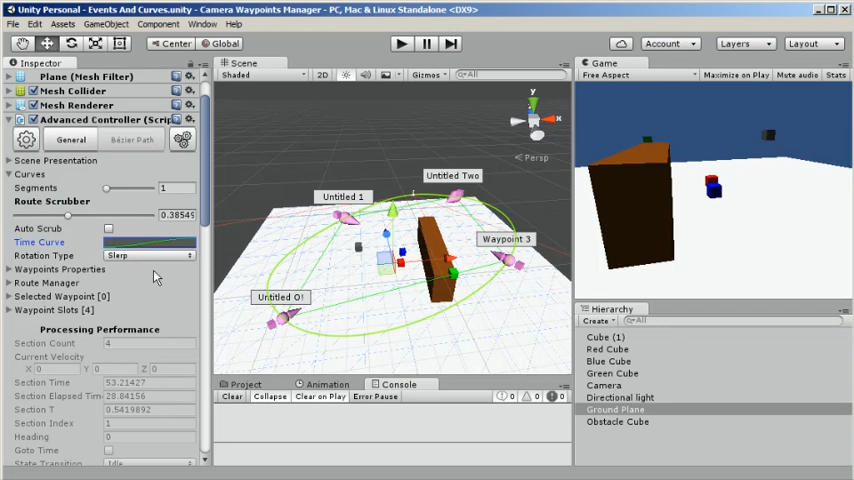 Unity Personal - Events And Curves.unity - Camera Waypoints Manager - PC, Mac & Linux Standalone <DX9>
File Edit Assets GameObject Component Window Help
Center Global Account Layers Layout
Inspector
Plane (Mesh Filter)
Mesh Collider
Mesh Renderer
Advanced Controller (Scrip
General Bézier Path
Scene Presentation
Curves
Segments 1
Route Scrubber
0.38549
Auto Scrub
Time Curve
Rotation Type Slerp
Waypoints Properties
Route Manager
Selected Waypoint [0]
Waypoint Slots [4]
Processing Performance
Section Count 4
Current Velocity
X 0 Y 0 Z 0
Section Time 53.21427
Section Elapsed Tim 28.84156
Section T 0.5419892
Section Index 1
Heading 0
Goto Time
State Transition Idle
Scene
Shaded 2D Gizmos All
y
x
Persp
Untitled Two
Untitled 1
Waypoint 3
Untitled 0!
Project Animation Console
Clear Collapse Clear on Play Error Pause 0 0 0
Game
Free Aspect Maximize on Play Mute audio Stats
Hierarchy
Create All
Cube (1)
Red Cube
Blue Cube
Green Cube
Camera
Directional light
Ground Plane
Obstacle Cube